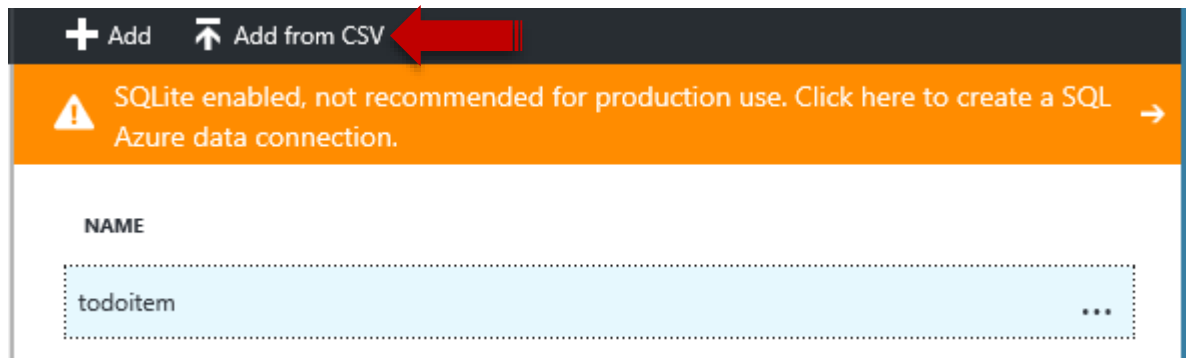 Add Add from CSV
SQLite enabled, not recommended for production use. Click here to create a SQL
Azure data connection.
NAME
todoitem